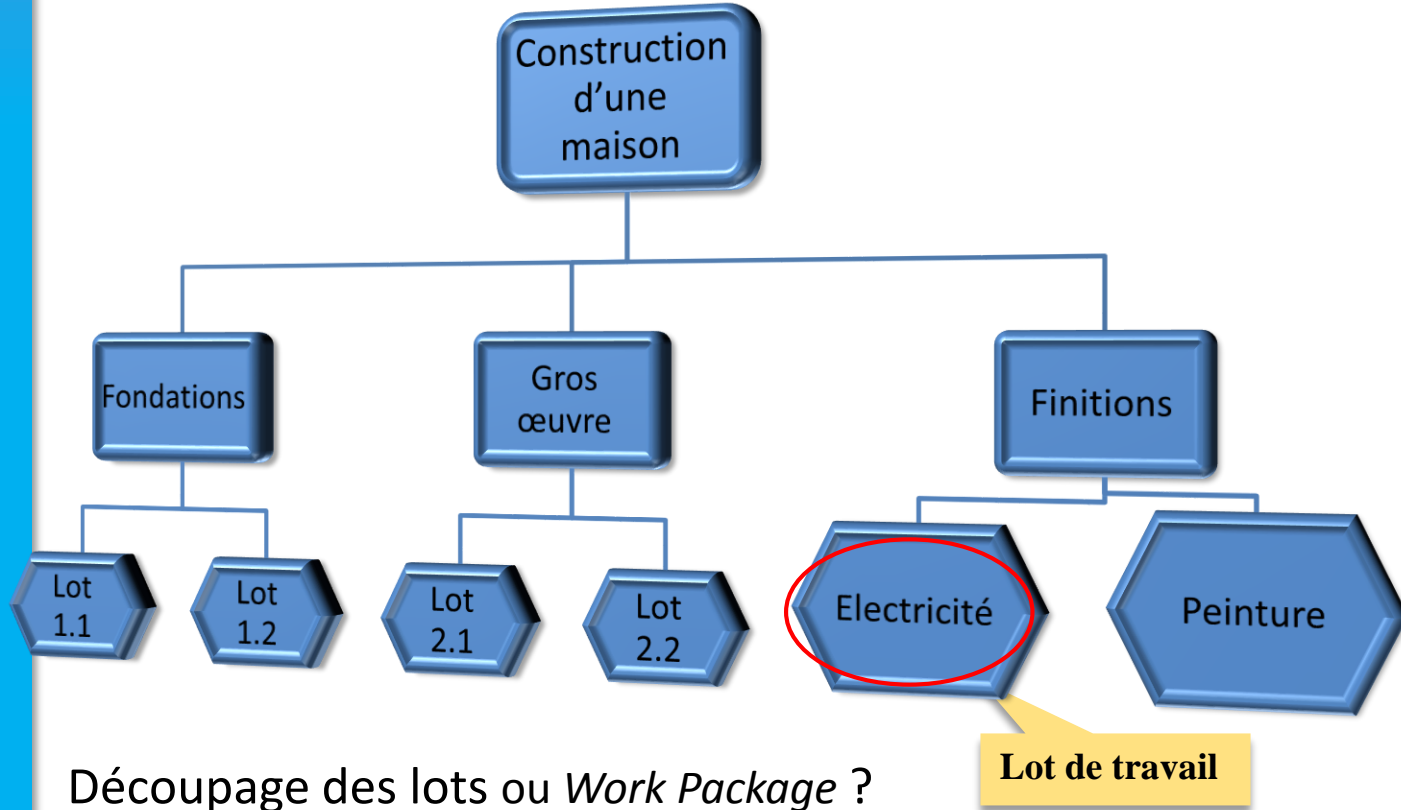 Construction
d’une
maison
Fondations
Gros
œuvre
Finitions
Lot
1.1
Lot
1.2
Lot
2.1
Lot
2.2
Electricité
Peinture
Lot de travail
Découpage des lots ou Work Package ?